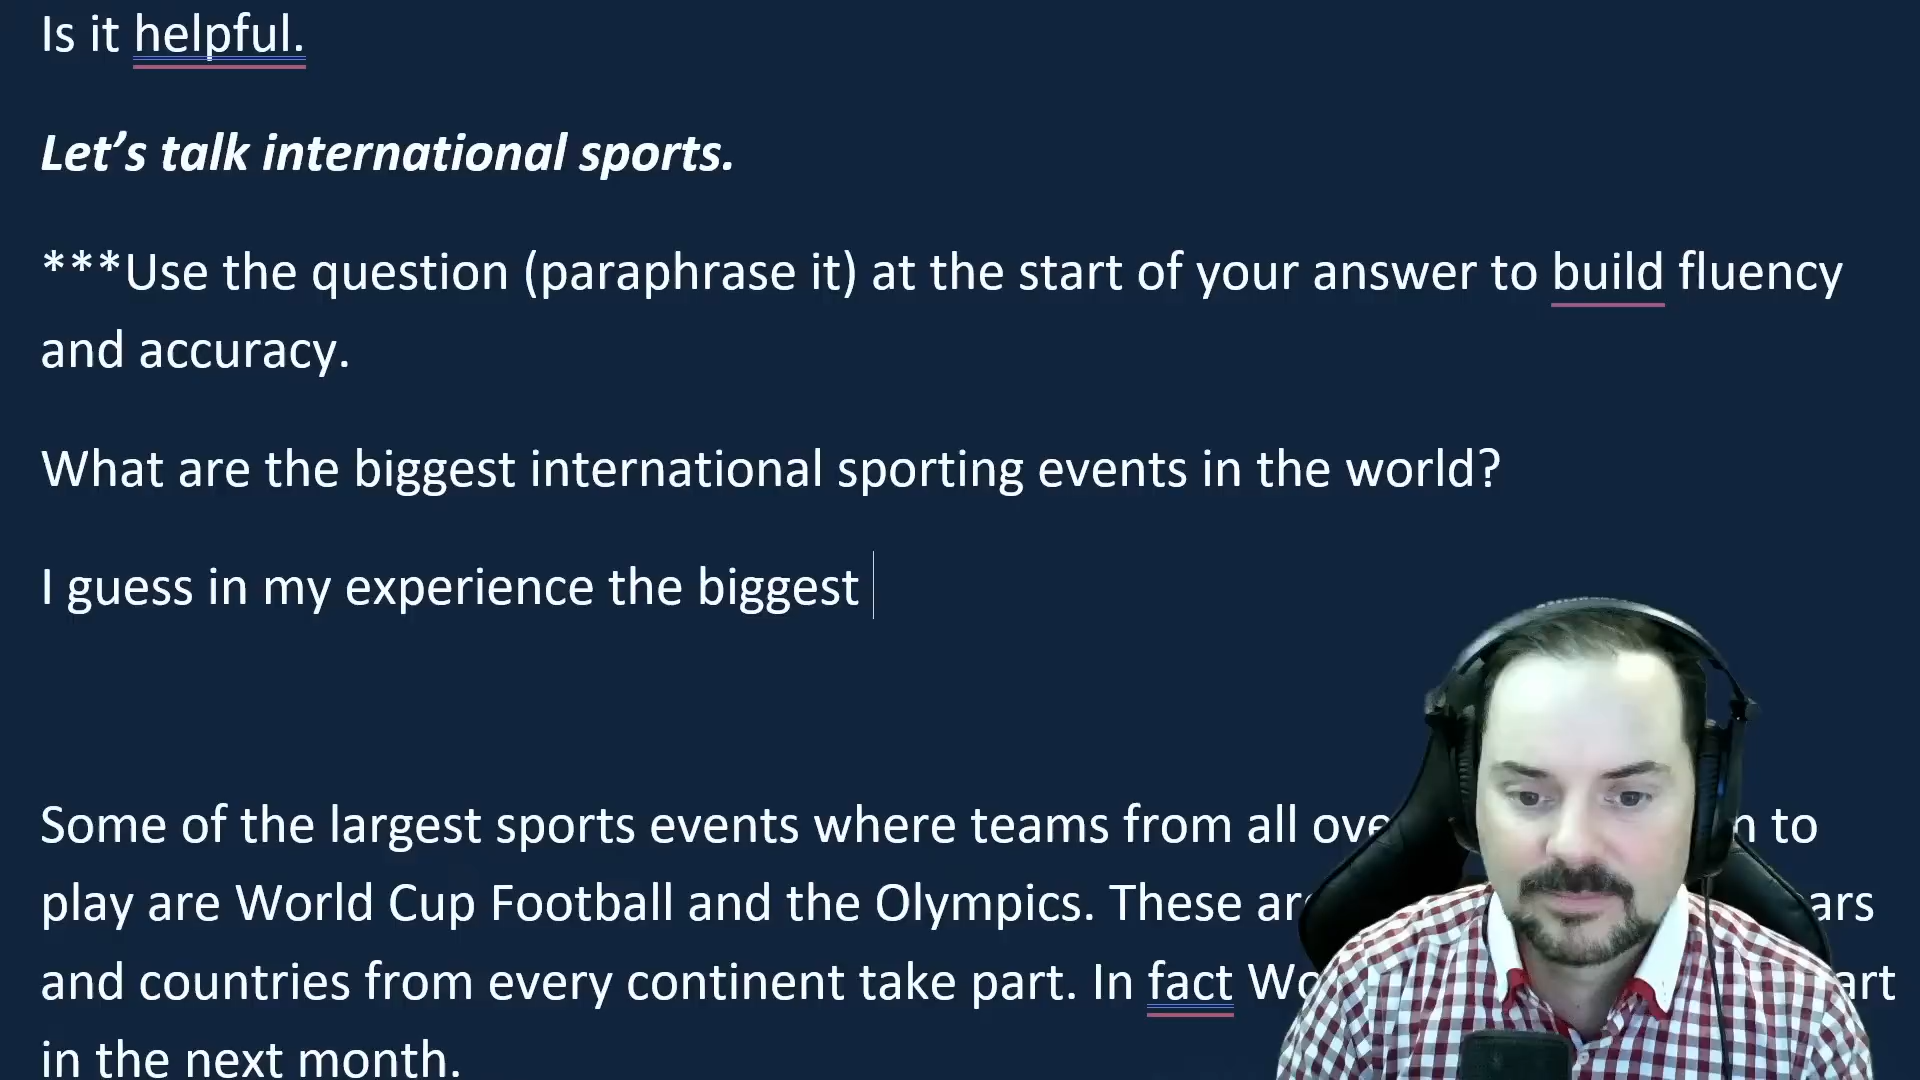 Is it helpful.
Let's talk international sports.
***Use the question (paraphrase it) at the start of your answer to build fluency
and accuracy.
What are the biggest international sporting events in the world?
I guess in my experience the biggest
Some of the largest sports events where teams from all to
play are World Cup Football and the Olympics. These
and countries from every continent take part. In fact
in the next month.